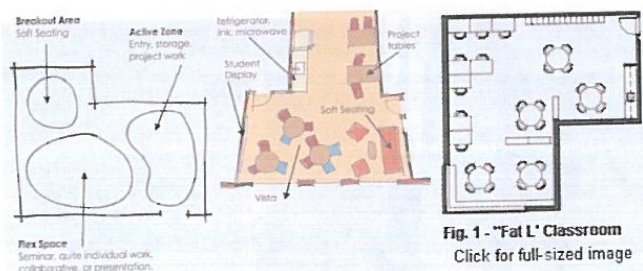 Breakout Area
Soft Seating
Active Zone
Entry, storage,
project work
Flex Space
Seminar, quite individual work,
collaborative, or presentation.
refrigerator,
ink, microwave
Student
Display
Project
tables
Soft Seating
Vista
Fig. 1 - "Fat L' Classroom
Click for full-sized image